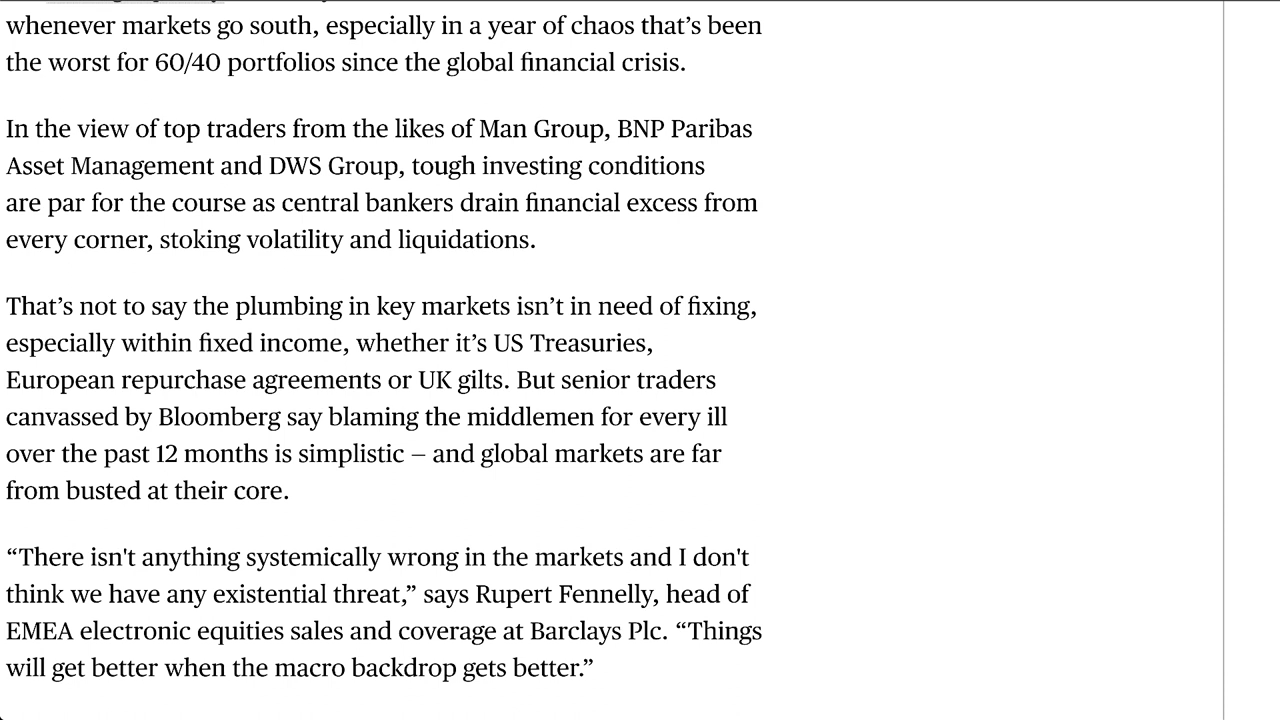 whenever markets go south, especially in a year of chaos that’s been
the worst for 60/40 portfolios since the global financial crisis.
In the view of top traders from the likes of Man Group, BNP Paribas
Asset Management and DWS Group, tough investing conditions
are par for the course as central bankers drain financial excess from
every corner, stoking volatility and liquidations.
That’s not to say the plumbing in key markets isn’t in need of fixing,
especially within fixed income, whether it’s US Treasuries,
European repurchase agreements or UK gilts. But senior traders
canvassed by Bloomberg say blaming the middlemen for every ill
over the past 12 months is simplistic – and global markets are far
from busted at their core.
“There isn't anything systemically wrong in the markets and I don't
think we have any existential threat,” says Rupert Fennelly, head of
EMEA electronic equities sales and coverage at Barclays Plc. “Things
will get better when the macro backdrop gets better.”